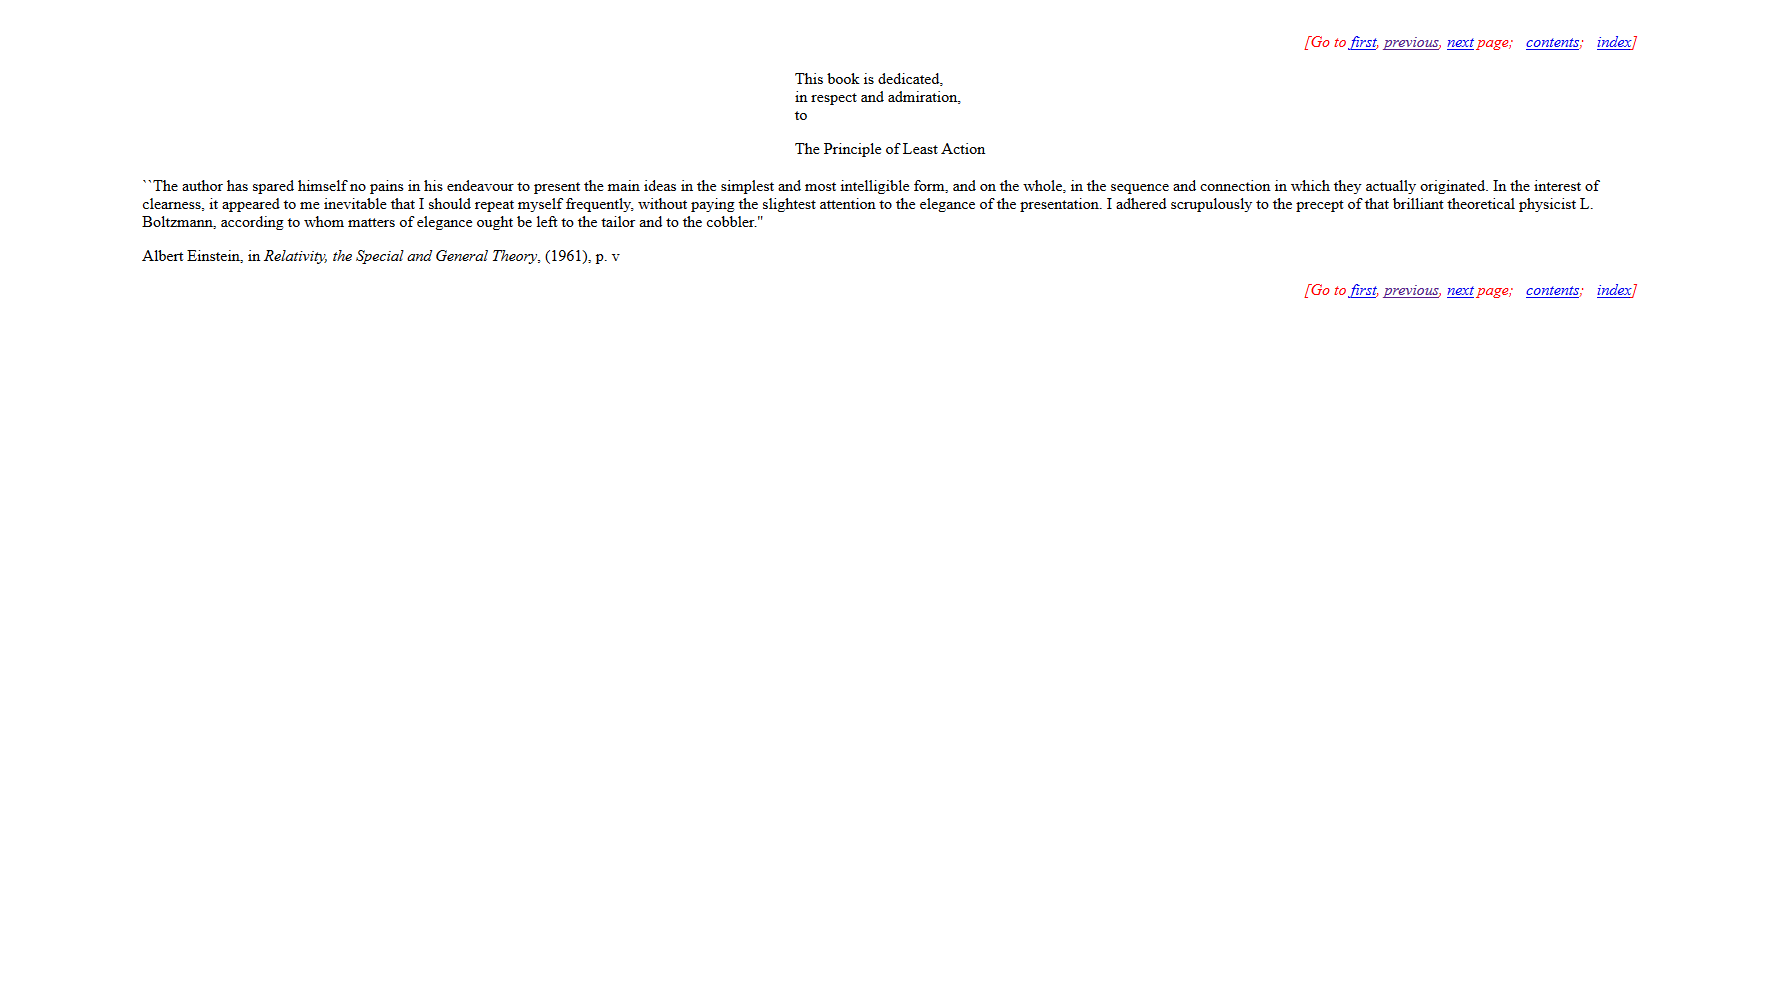 [Go to first, previous, next page;   contents;   index]
This book is dedicated,
in respect and admiration,
to
The Principle of Least Action
``The author has spared himself no pains in his endeavour to present the main ideas in the simplest and most intelligible form, and on the whole, in the sequence and connection in which they actually originated. In the interest of
clearness, it appeared to me inevitable that I should repeat myself frequently, without paying the slightest attention to the elegance of the presentation. I adhered scrupulously to the precept of that brilliant theoretical physicist L.
Boltzmann, according to whom matters of elegance ought be left to the tailor and to the cobbler."
Albert Einstein, in Relativity, the Special and General Theory, (1961), p. v
[Go to first, previous, next page;   contents;   index]